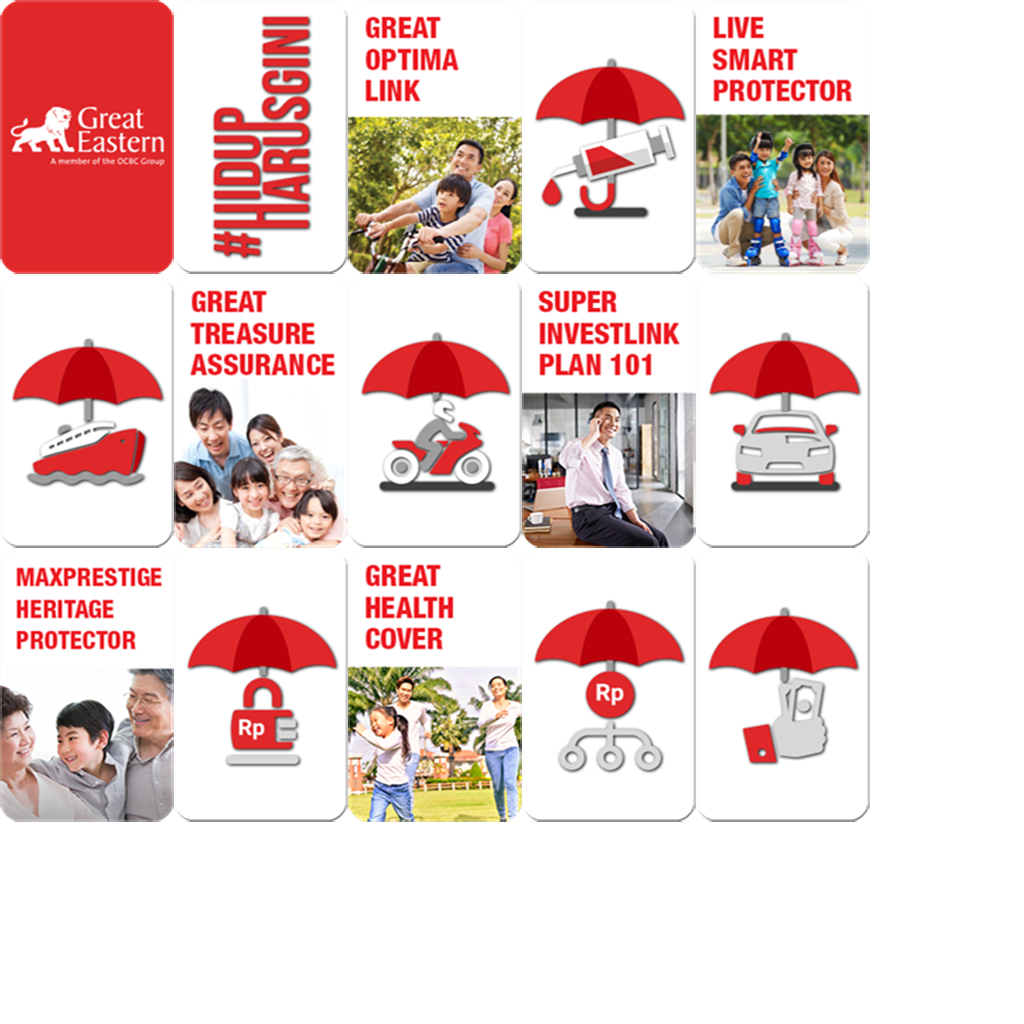 Great
Eastern
A member of the OCBC Group
#HIDUP
HARUSGINI
GREAT
OPTIMA
LINK
LIVE
SMART
PROTECTOR
GREAT
TREASURE
ASSURANCE
SUPER
INVESTLINK
PLAN 101
MAXPRESTIGE
HERITAGE
PROTECTOR
Rp
GREAT
HEALTH
COVER
Rp